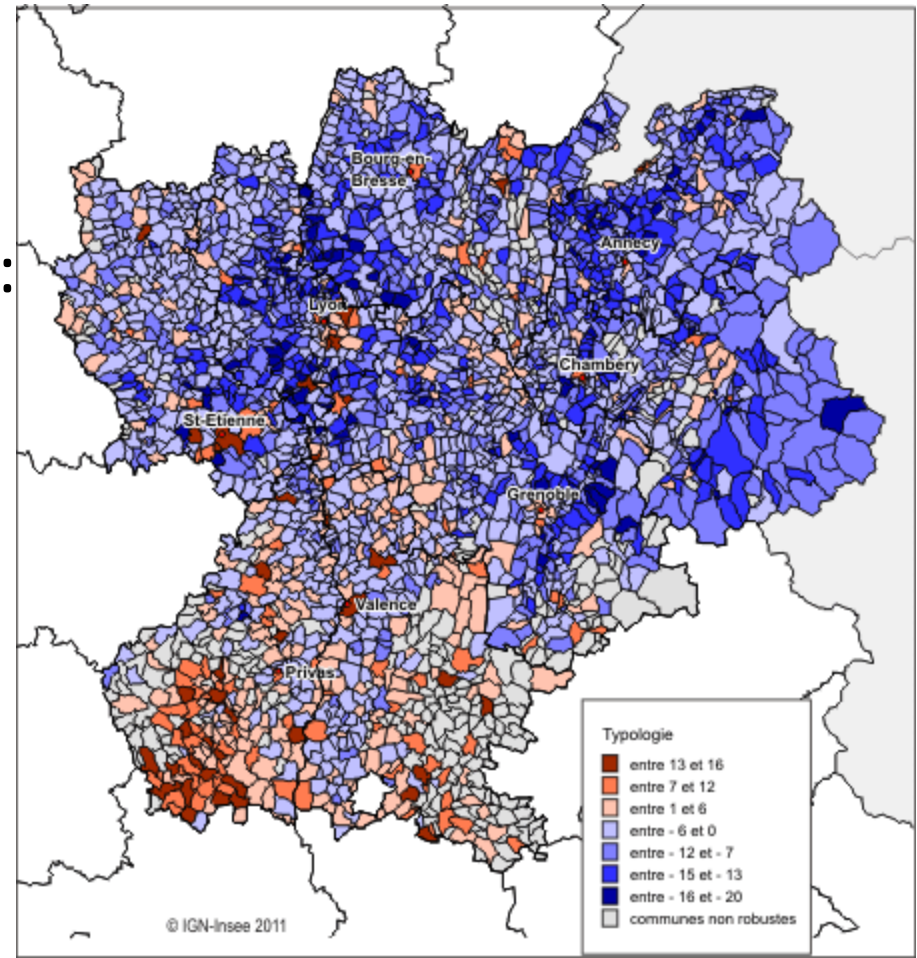 Bourg-en-
Bresse
Annecy
Lyon
Chambéry
St-Etienne
Grenoble
Valence
Privas
Typologie
entre 13 et 16
entre 7 et 12
entre 1 et 6
entre - 6 et 0
entre - 12 et - 7
entre - 15 et - 13
entre - 16 et - 20
communes non robustes
© IGN-Insee 2011